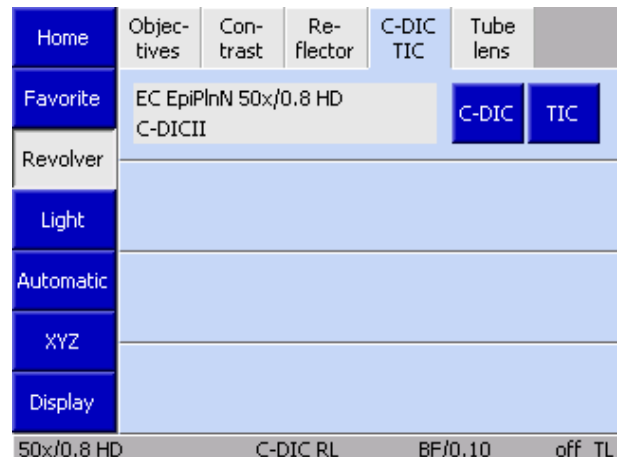 Home
Objec-
tives
Con-
trast
Re-
flector
C-DIC
TIC
Tube
lens
Favorite
EC EpiPlnN 50x/0.8 HD
C-DICII
C-DIC
TIC
Revolver
Light
Automatic
XYZ
Display
50x/0.8 HD C-DIC RL BF/0.10 off TL